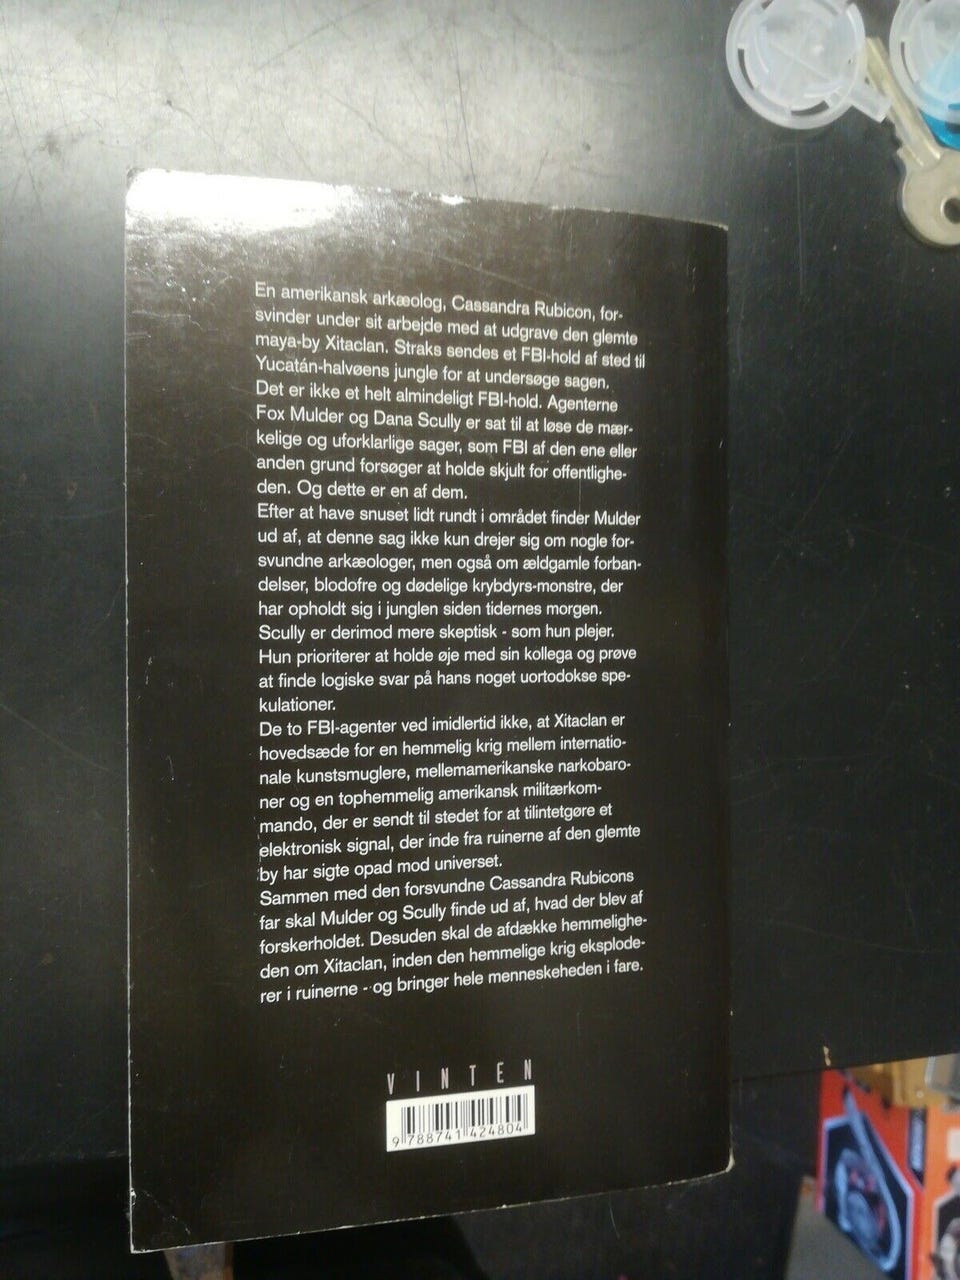 En amerikansk arkæolog, Cassandra Rubicon, for-
svinder under sit arbejde med at udgrave den glemte
maya-by Xitaclan. Straks sendes et FBI-hold af sted til
Yucatán-halvøens jungle for at undersøge sagen.
Det er ikke et helt almindeligt FBI-hold. Agenterne
Fox Mulder og Dana Scully er sat til at løse de mær-
kelige og uforklarlige sager, som FBI af den ene eller
anden grund forsøger at holde skjult for offentlighe-
den. Og dette er en af dem.
Efter at have snuset lidt rundt i området finder Mulder
ud af, at denne sag ikke kun drejer sig om nogle for-
svundne arkæologer, men også om ældgamle forban-
delser, blodofre og dødelige krybdyrs-monstre, der
har opholdt sig i junglen siden tidernes morgen.
Scully er derimod mere skeptisk - som hun plejer.
Hun prioriterer at holde øje med sin kollega og prøve
at finde logiske svar på hans noget uortodokse spe-
kulationer.
De to FBI-agenter ved imidlertid ikke, at Xitaclan er
hovedsæde for en hemmelig krig mellem internatio-
nale kunstsmuglere, mellemamerikanske narkobaro-
ner og en tophemmelig amerikansk militærkom-
mando, der er sendt til stedet for at tilintetgøre et
elektronisk signal, der inde fra ruinerne af den glemte
by har sigte opad mod universet.
Sammen med den forsvundne Cassandra Rubicons
far skal Mulder og Scully finde ud af, hvad der blev af
forskerholdet. Desuden skal de afdække hemmelighe-
den om Xitaclan, inden den hemmelige krig eksplode-
rer i ruinerne - og bringer hele menneskeheden i fare.
VINTEN
9 788741 424804